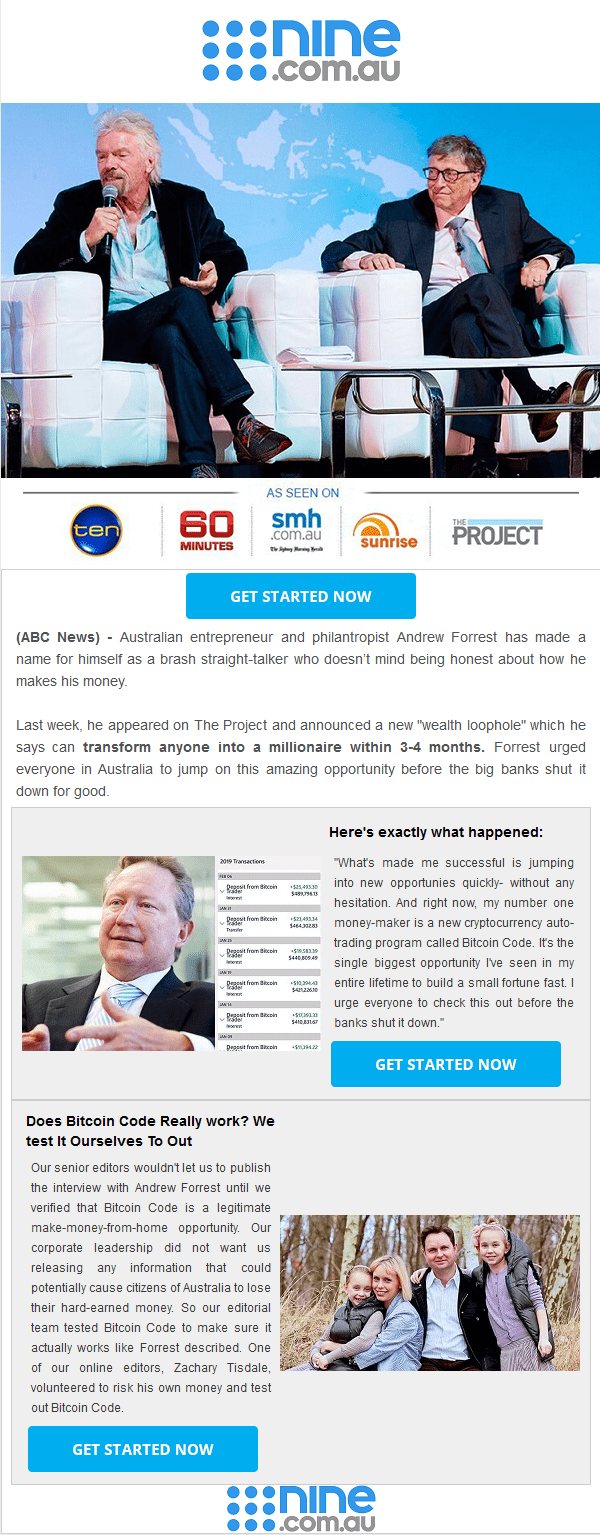 nine
.com.au
AS SEEN ON
ten
60
MINUTES
smh
.com.au
The Sydney Morning Herald
sunrise
THE
PROJECT
GET STARTED NOW
(ABC News) - Australian entrepreneur and philantropist Andrew Forrest has made a
name for himself as a brash straight-talker who doesn't mind being honest about how he
makes his money.
Last week, he appeared on The Project and announced a new "wealth loophole" which he
says can transform anyone into a millionaire within 3-4 months. Forrest urged
everyone in Australia to jump on this amazing opportunity before the big banks shut it
down for good.
2019 Transactions
FEB 06
Deposit from Bitcoin +$25,493.30
Trader $489,796.13
Interest
JAN 31
Deposit from Bitcoin +$23,493.34
Trader $464,302.83
Transfer
JAN 25
Deposit from Bitcoin +$19,583.39
Trader $440,809.49
Interest
JAN 19
Deposit from Bitcoin +$10,394.43
Trader $421,226.10
Interest
JAN 14
Deposit from Bitcoin +$17,393.33
Trader $410,831.67
Interest
JAN 09
Deposit from Bitcoin +$11,394.22
Here's exactly what happened:
"What's made me successful is jumping
into new opportunies quickly- without any
hesitation. And right now, my number one
money-maker is a new cryptocurrency auto-
trading program called Bitcoin Code. It's the
single biggest opportunity I've seen in my
entire lifetime to build a small fortune fast. I
urge everyone to check this out before the
banks shut it down."
GET STARTED NOW
Does Bitcoin Code Really work? We
test It Ourselves To Out
Our senior editors wouldn't let us to publish
the interview with Andrew Forrest until we
verified that Bitcoin Code is a legitimate
make-money-from-home opportunity. Our
corporate leadership did not want us
releasing any information that could
potentially cause citizens of Australia to lose
their hard-earned money. So our editorial
team tested Bitcoin Code to make sure it
actually works like Forrest described. One
of our online editors, Zachary Tisdale,
volunteered to risk his own money and test
out Bitcoin Code.
GET STARTED NOW
nine
.com.au